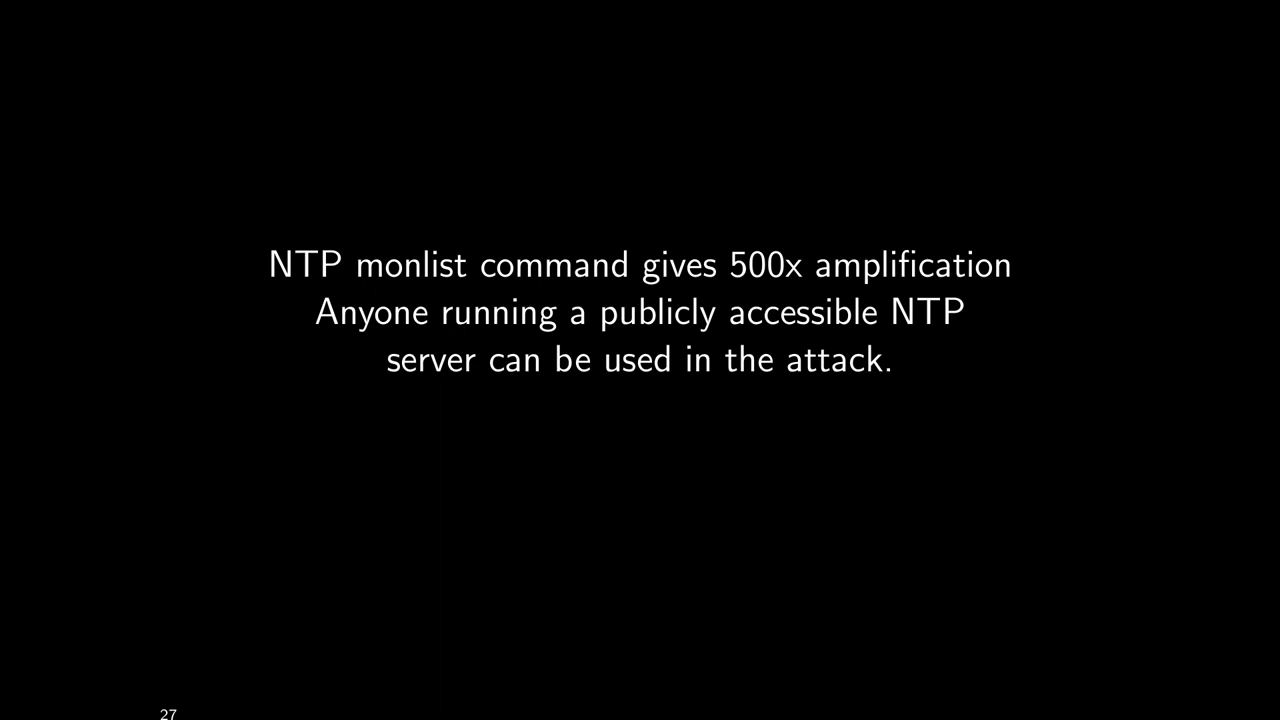 NTP monlist command gives 500x amplification
Anyone running a publicly accessible NTP
server can be used in the attack.
27